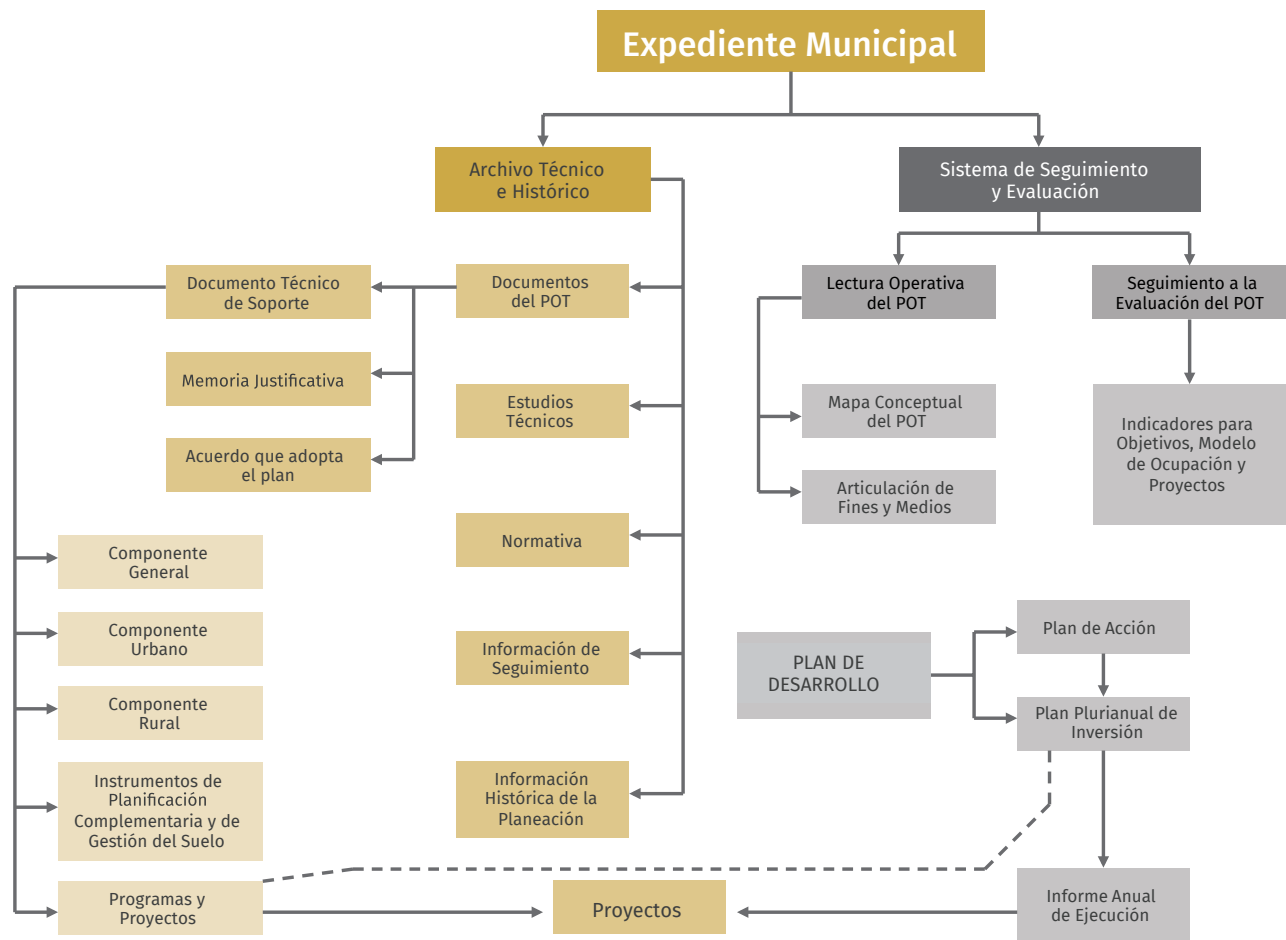 Expediente Municipal
Archivo Técnico
e Histórico
Sistema de Seguimiento
y Evaluación
Documento Técnico
de Soporte
Documentos
del POT
Lectura Operativa
del POT
Seguimiento a la
Evaluación del POT
Memoria Justificativa
Estudios
Técnicos
Mapa Conceptual
del POT
Indicadores para
Objetivos, Modelo
de Ocupación y
Proyectos
Acuerdo que adopta
el plan
Articulación de
Fines y Medios
Normativa
Componente
General
Componente
Urbano
Información de
Seguimiento
PLAN DE
DESARROLLO
Plan de Acción
Componente
Rural
Plan Plurianual de
Inversión
Instrumentos de
Planificación
Complementaria y de
Gestión del Suelo
Información
Histórica de la
Planeación
Programas y
Proyectos
Proyectos
Informe Anual
de Ejecución